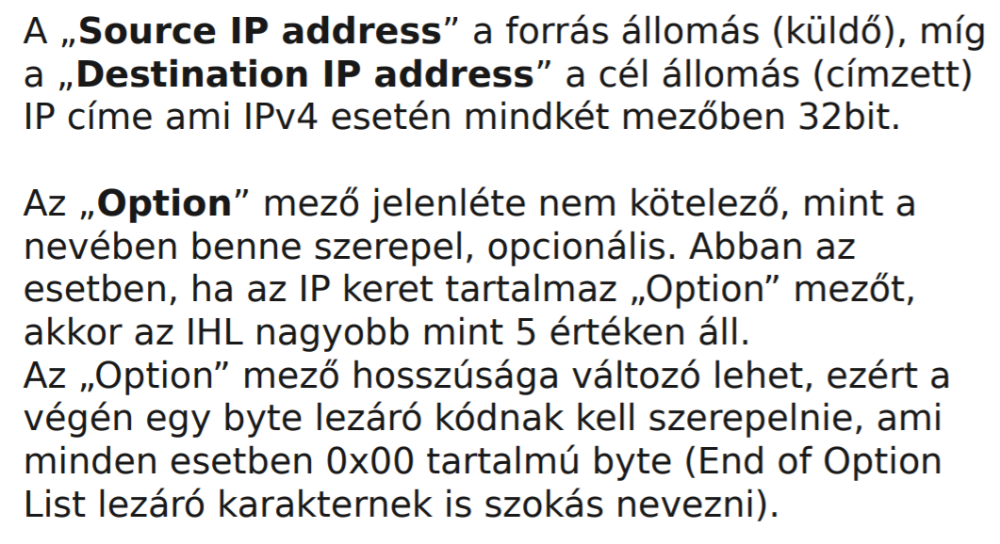 A „Source IP address” a forrás állomás (küldő), míg
a „Destination IP address” a cél állomás (címzett)
IP címe ami IPv4 esetén mindkét mezőben 32bit.
Az „Option” mező jelenléte nem kötelező, mint a
nevében benne szerepel, opcionális. Abban az
esetben, ha az IP keret tartalmaz „Option” mezőt,
akkor az IHL nagyobb mint 5 értéken áll.
Az „Option” mező hosszúsága változó lehet, ezért a
végén egy byte lezáró kódnak kell szerepelnie, ami
minden esetben 0x00 tartalmú byte (End of Option
List lezáró karakternek is szokás nevezni).